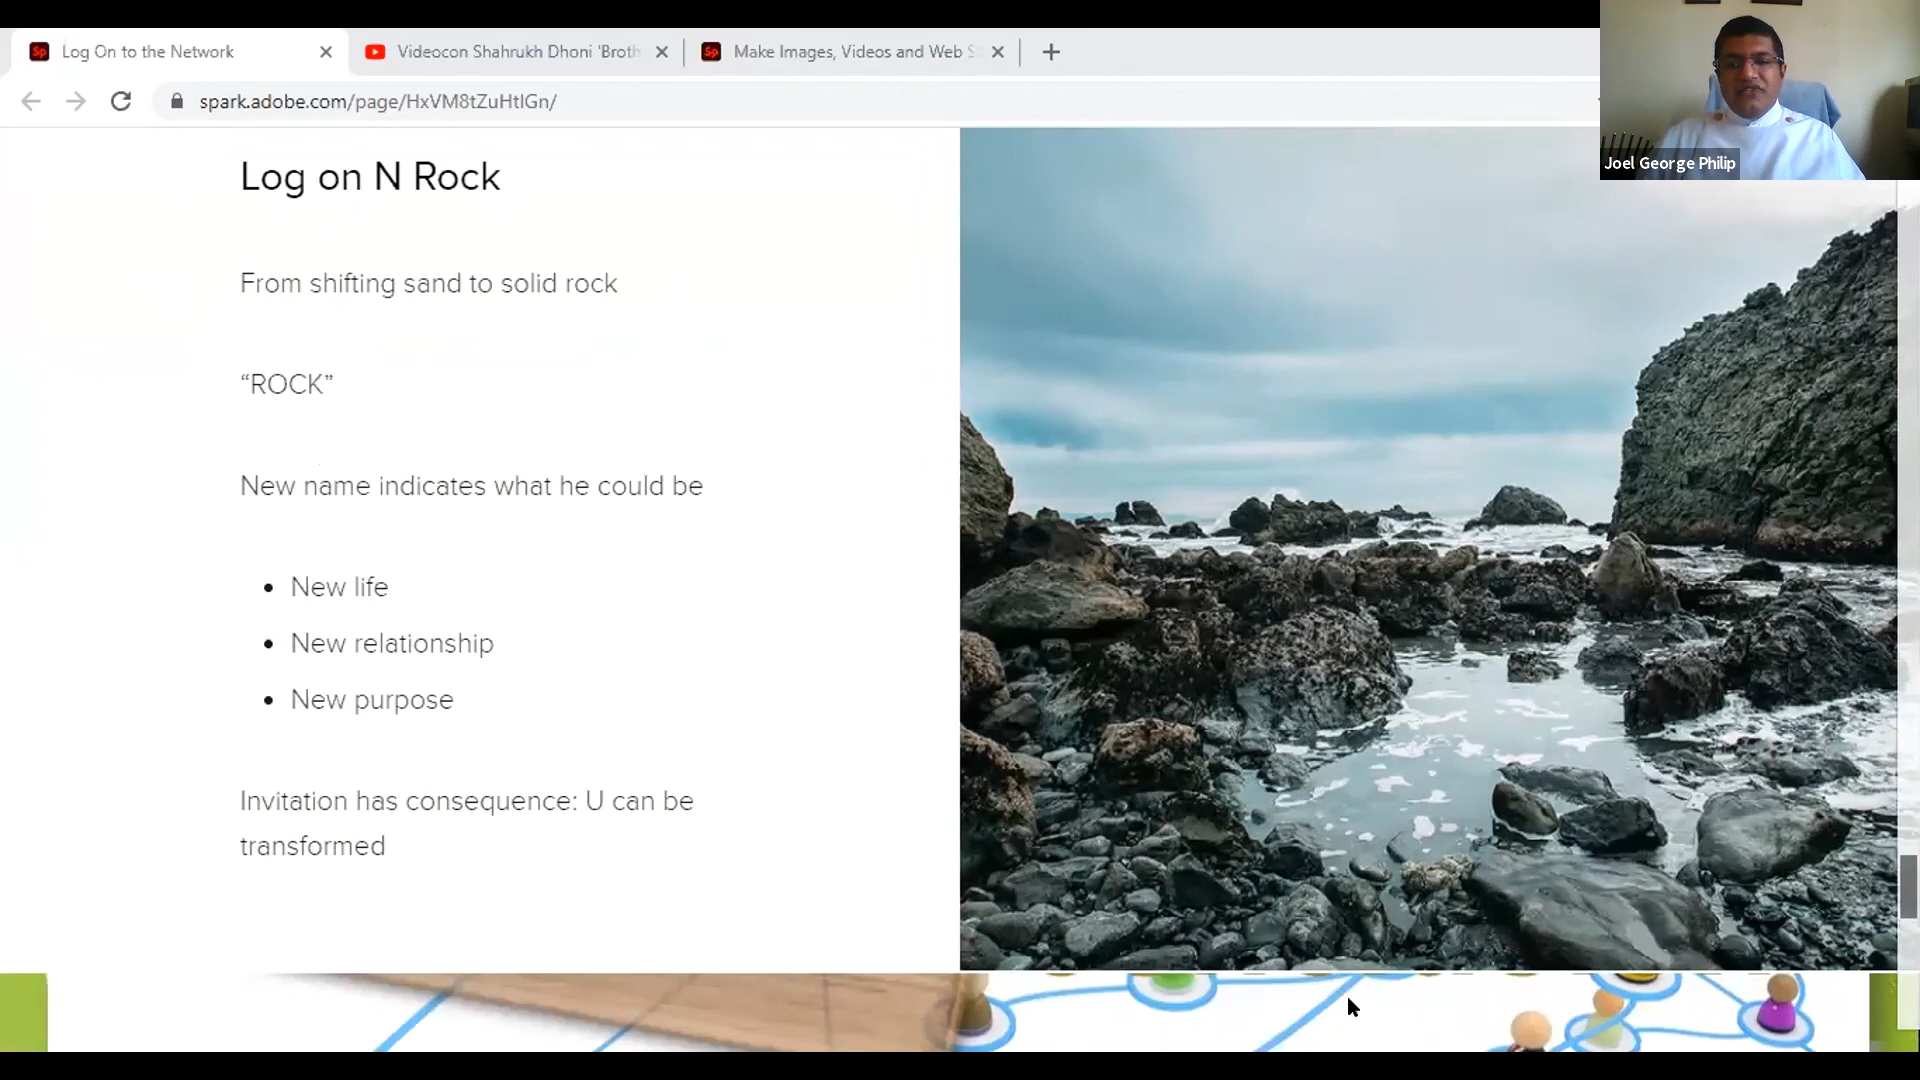 Log On to the Network
Videocon Shahrukh Dhoni 'Broth
Make Images, Videos and Web S
spark.adobe.com/page/HxVM8tZuHtIGn/
Joel George Philip
Log on N Rock
From shifting sand to solid rock
“ROCK”
New name indicates what he could be
• New life
• New relationship
• New purpose
Invitation has consequence: U can be
transformed